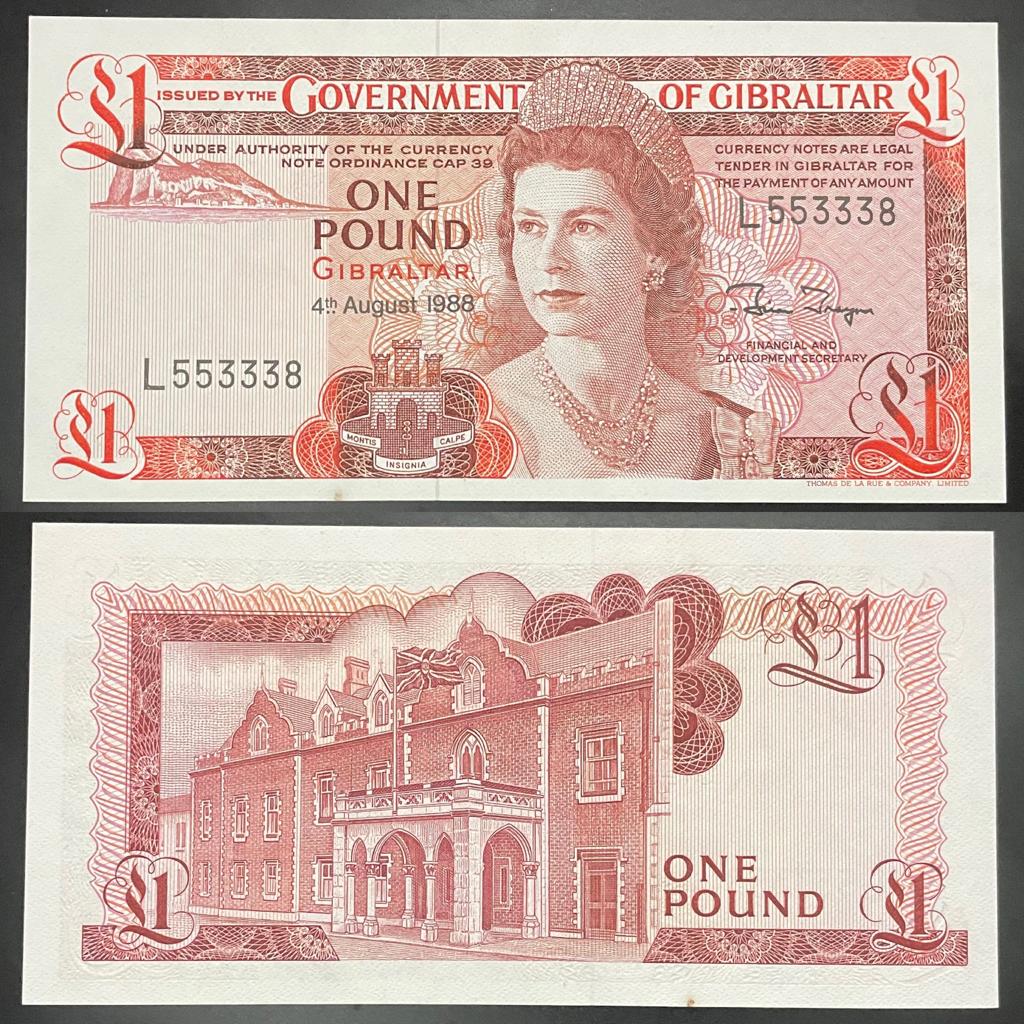 £1 ISSUED BY THE GOVERNMENT OF GIBRALTAR £1
UNDER AUTHORITY OF THE CURRENCY
NOTE ORDINANCE CAP 39.
CURRENCY NOTES ARE LEGAL
TENDER IN GIBRALTAR FOR
THE PAYMENT OF ANY AMOUNT
ONE
POUND
GIBRALTAR.
4th August 1988
L553338
FINANCIAL AND
DEVELOPMENT SECRETARY
L553338
£1
MONTIS CALPE
INSIGNIA
£1
THOMAS DE LA RUE & COMPANY, LIMITED
£1
ONE
POUND
£1
£1